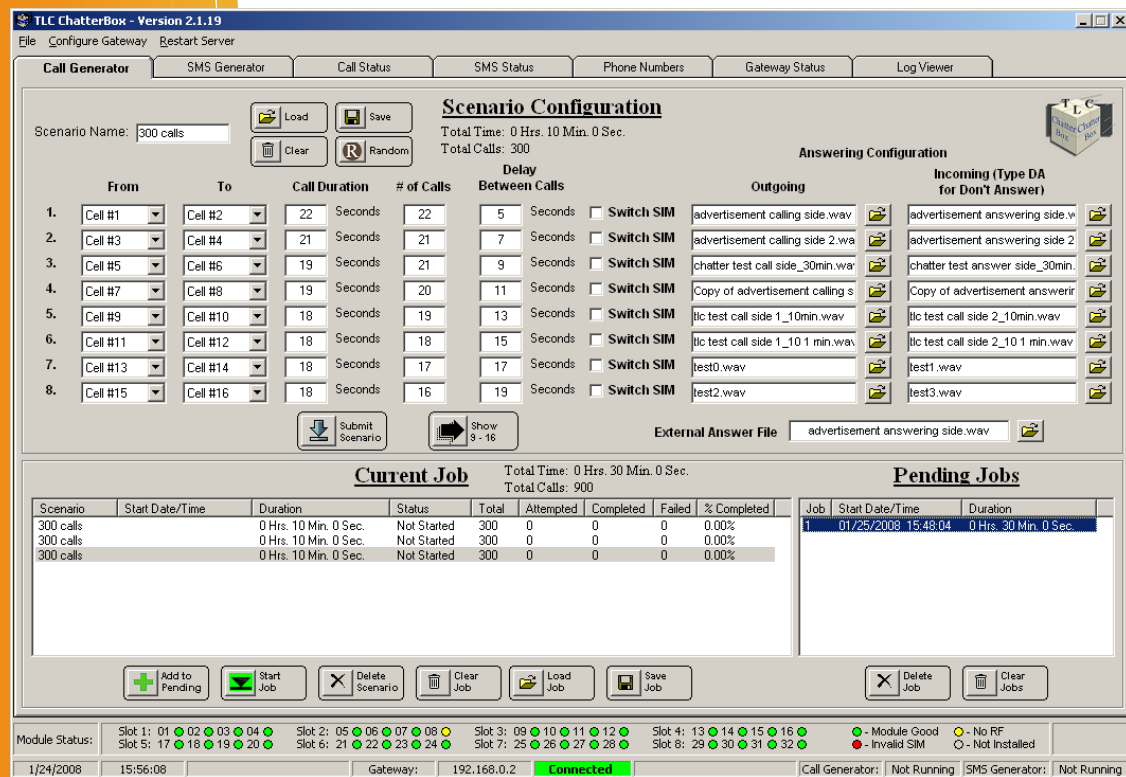 TLC ChatterBox - Version 2.1.19
File Configure Gateway Restart Server
Call Generator SMS Generator Call Status SMS Status Phone Numbers Gateway Status Log Viewer
Scenario Name: 300 calls
Load Save
Clear Random
Scenario Configuration
Total Time: 0 Hrs. 10 Min. 0 Sec.
Total Calls: 300
TLC
Chatter Box Chatter Box
Answering Configuration
From To Call Duration # of Calls Delay Between Calls Outgoing Incoming (Type DA for Don't Answer)
1. Cell #1 Cell #2 22 Seconds 22 5 Seconds Switch SIM advertisement calling side.wav advertisement answering side.w
2. Cell #3 Cell #4 21 Seconds 21 7 Seconds Switch SIM advertisement calling side 2.wa advertisement answering side 2
3. Cell #5 Cell #6 19 Seconds 21 9 Seconds Switch SIM chatter test call side_30min.wav chatter test answer side_30min.
4. Cell #7 Cell #8 19 Seconds 20 11 Seconds Switch SIM Copy of advertisement calling s Copy of advertisement answerin
5. Cell #9 Cell #10 18 Seconds 19 13 Seconds Switch SIM tlc test call side 1_10min.wav tlc test call side 2_10min.wav
6. Cell #11 Cell #12 18 Seconds 18 15 Seconds Switch SIM tlc test call side 1_10 1 min.wav tlc test call side 2_10 1 min.wav
7. Cell #13 Cell #14 18 Seconds 17 17 Seconds Switch SIM test0.wav test1.wav
8. Cell #15 Cell #16 18 Seconds 16 19 Seconds Switch SIM test2.wav test3.wav
Submit Scenario Show 9 - 16 External Answer File advertisement answering side.wav
Current Job
Total Time: 0 Hrs. 30 Min. 0 Sec.
Total Calls: 900
Scenario Start Date/Time Duration Status Total Attempted Completed Failed % Completed
300 calls 0 Hrs. 10 Min. 0 Sec. Not Started 300 0 0 0 0.00%
300 calls 0 Hrs. 10 Min. 0 Sec. Not Started 300 0 0 0 0.00%
300 calls 0 Hrs. 10 Min. 0 Sec. Not Started 300 0 0 0 0.00%
Add to Pending Start Job Delete Scenario Clear Job Load Job Save Job
Pending Jobs
Job Start Date/Time Duration
1 01/25/2008 15:48:04 0 Hrs. 30 Min. 0 Sec.
Delete Job Clear Jobs
Module Status:
Slot 1: 01 02 03 04 Slot 2: 05 06 07 08 Slot 3: 09 10 11 12 Slot 4: 13 14 15 16 - Module Good - No RF
Slot 5: 17 18 19 20 Slot 6: 21 22 23 24 Slot 7: 25 26 27 28 Slot 8: 29 30 31 32 - Invalid SIM - Not Installed
1/24/2008 15:56:08 Gateway: 192.168.0.2 Connected Call Generator: Not Running SMS Generator: Not Running